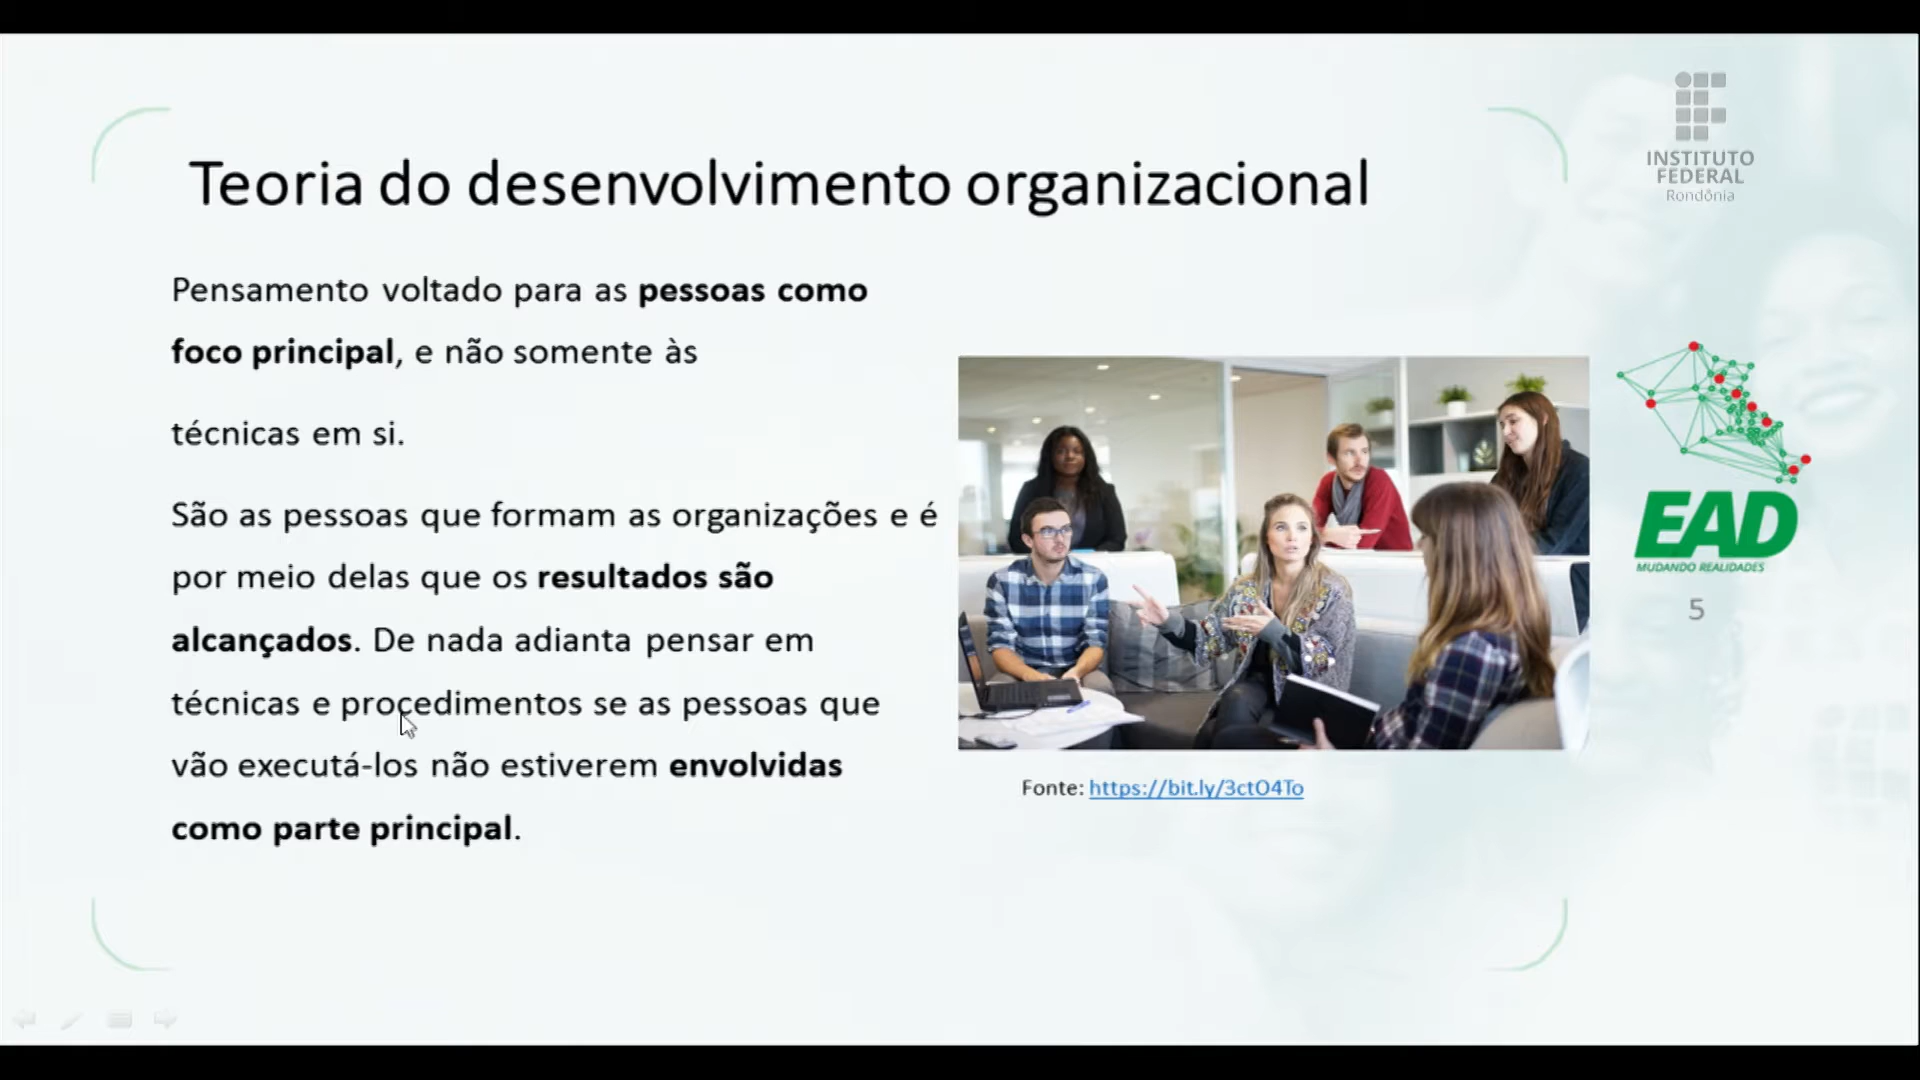 Teoria do desenvolvimento organizacional
Pensamento voltado para as pessoas como
foco principal, e não somente às
técnicas em si.
São as pessoas que formam as organizações e é
por meio delas que os resultados são
alcançados. De nada adianta pensar em
técnicas e procedimentos se as pessoas que
vão executá-los não estiverem envolvidas
como parte principal.
Fonte: https://bit.ly/3ctO4To
INSTITUTO
FEDERAL
Rondônia
EAD
MUDANDO REALIDADES
5